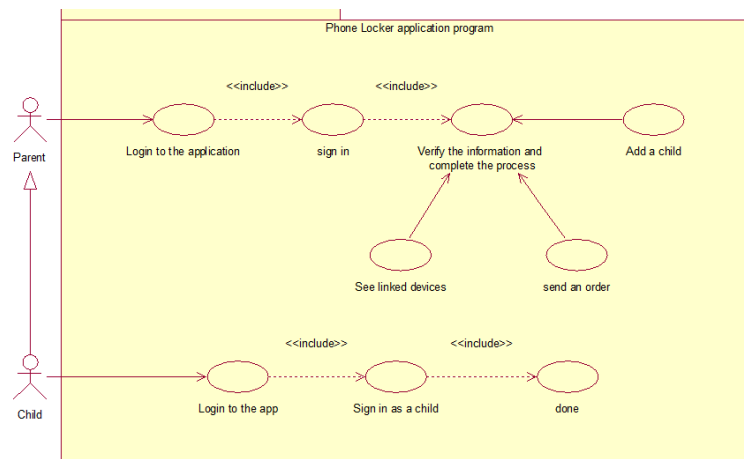 Phone Locker application program
<<include>>
<<include>>
Parent
Login to the application
sign in
Verify the information and
complete the process
Add a child
See linked devices
send an order
<<include>>
<<include>>
Child
Login to the app
Sign in as a child
done